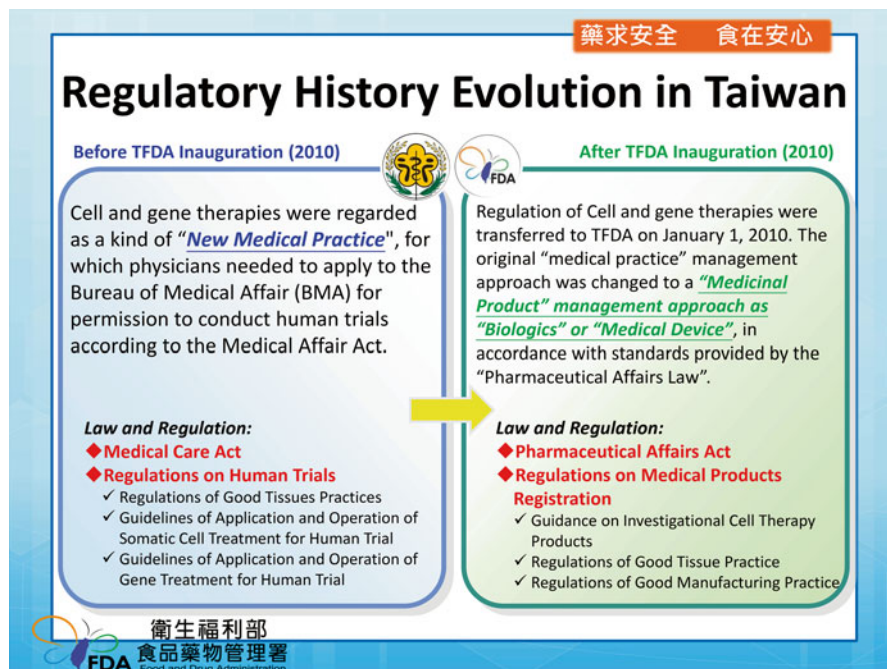 藥求安全 食在安心
Regulatory History Evolution in Taiwan
Before TFDA Inauguration (2010)
Cell and gene therapies were regarded
as a kind of “New Medical Practice", for
which physicians needed to apply to the
Bureau of Medical Affair (BMA) for
permission to conduct human trials
according to the Medical Affair Act.
Law and Regulation:
◆Medical Care Act
◆Regulations on Human Trials
✓ Regulations of Good Tissues Practices
✓ Guidelines of Application and Operation of
Somatic Cell Treatment for Human Trial
✓ Guidelines of Application and Operation of
Gene Treatment for Human Trial
FDA
After TFDA Inauguration (2010)
Regulation of Cell and gene therapies were
transferred to TFDA on January 1, 2010. The
original “medical practice” management
approach was changed to a “Medicinal
Product” management approach as
“Biologics” or “Medical Device”, in
accordance with standards provided by the
“Pharmaceutical Affairs Law”.
Law and Regulation:
◆Pharmaceutical Affairs Act
◆Regulations on Medical Products
Registration
✓ Guidance on Investigational Cell Therapy
Products
✓ Regulations of Good Tissue Practice
✓ Regulations of Good Manufacturing Practice
衛生福利部
FDA 食品藥物管理署
Food and Drug Administration